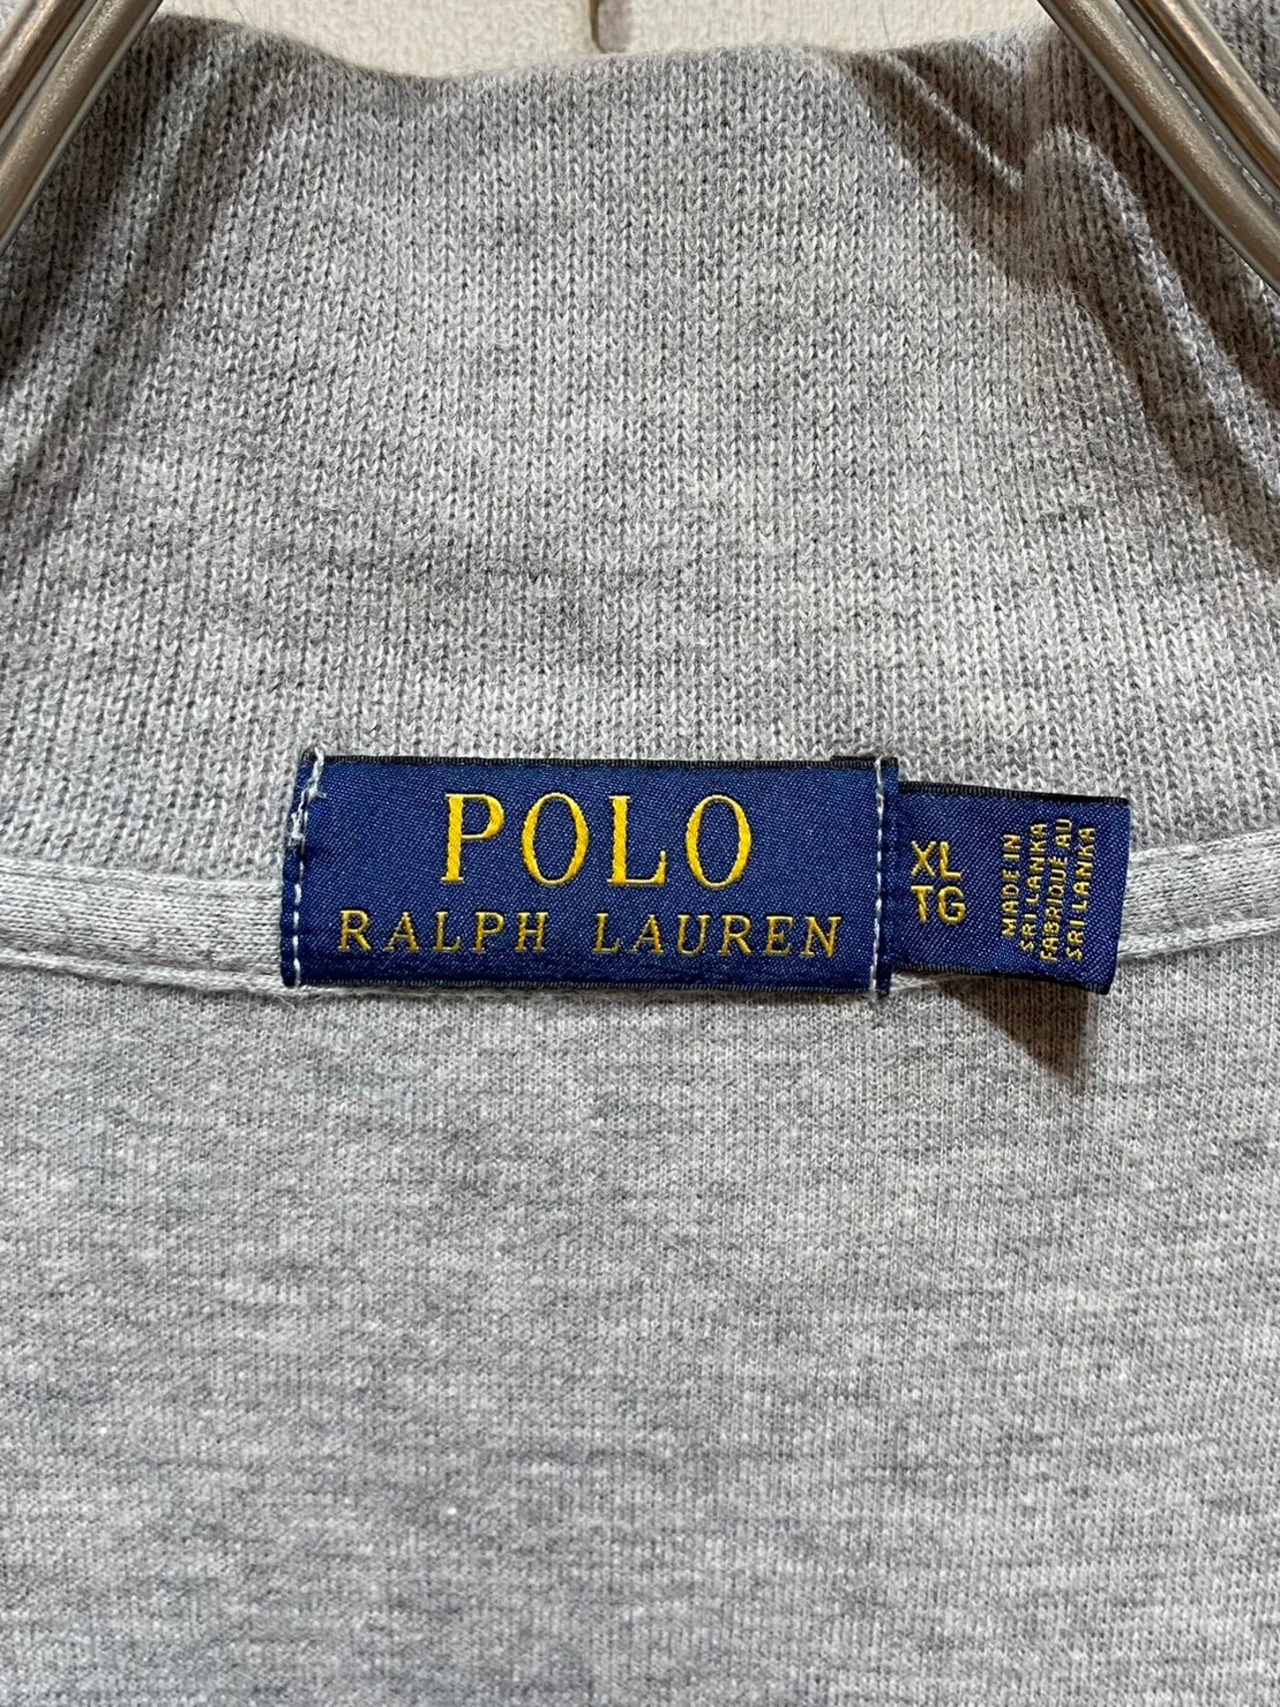 POLO
RALPH LAUREN
XL
TG
MADE IN
SRI LANKA
FABRIQUÉ AU
SRI LANKA